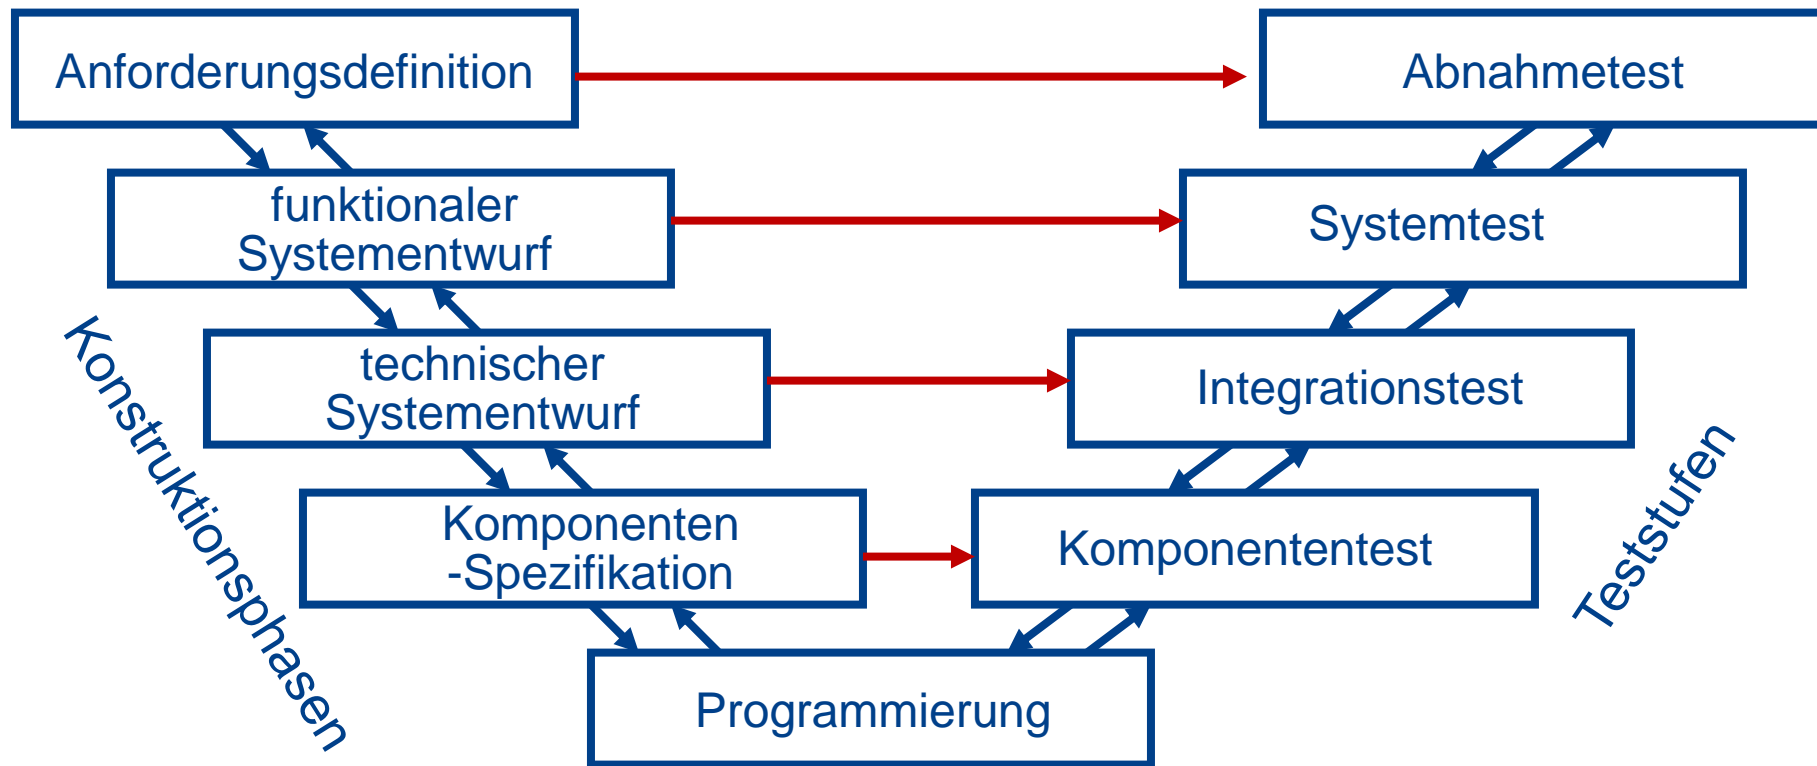 Anforderungsdefinition
Abnahmetest
funktionaler
Systementwurf
Systemtest
technischer
Systementwurf
Integrationstest
Komponenten
-Spezifikation
Komponententest
Programmierung
Konstruktionsphasen
Teststufen